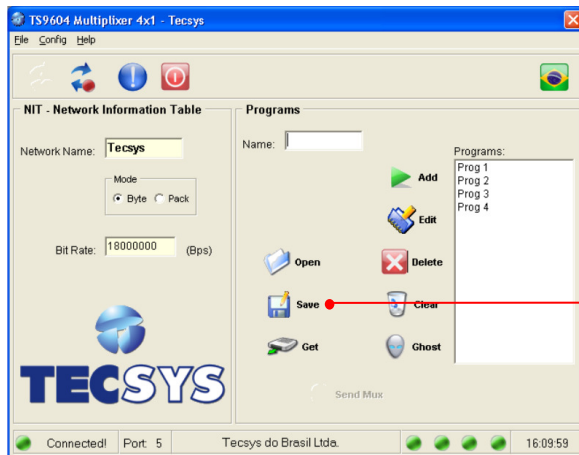 TS9604 Multiplixer 4x1 - Tecsys
File Config Help
NIT - Network Information Table
Network Name: Tecsys
Mode
Byte Pack
Bit Rate: 18000000 (Bps)
TECSYS
Programs
Name:
Add
Edit
Open
Delete
Save
Clear
Get
Ghost
Send Mux
Programs:
Prog 1
Prog 2
Prog 3
Prog 4
Connected! Port: 5 Tecsys do Brasil Ltda. 16:09:59